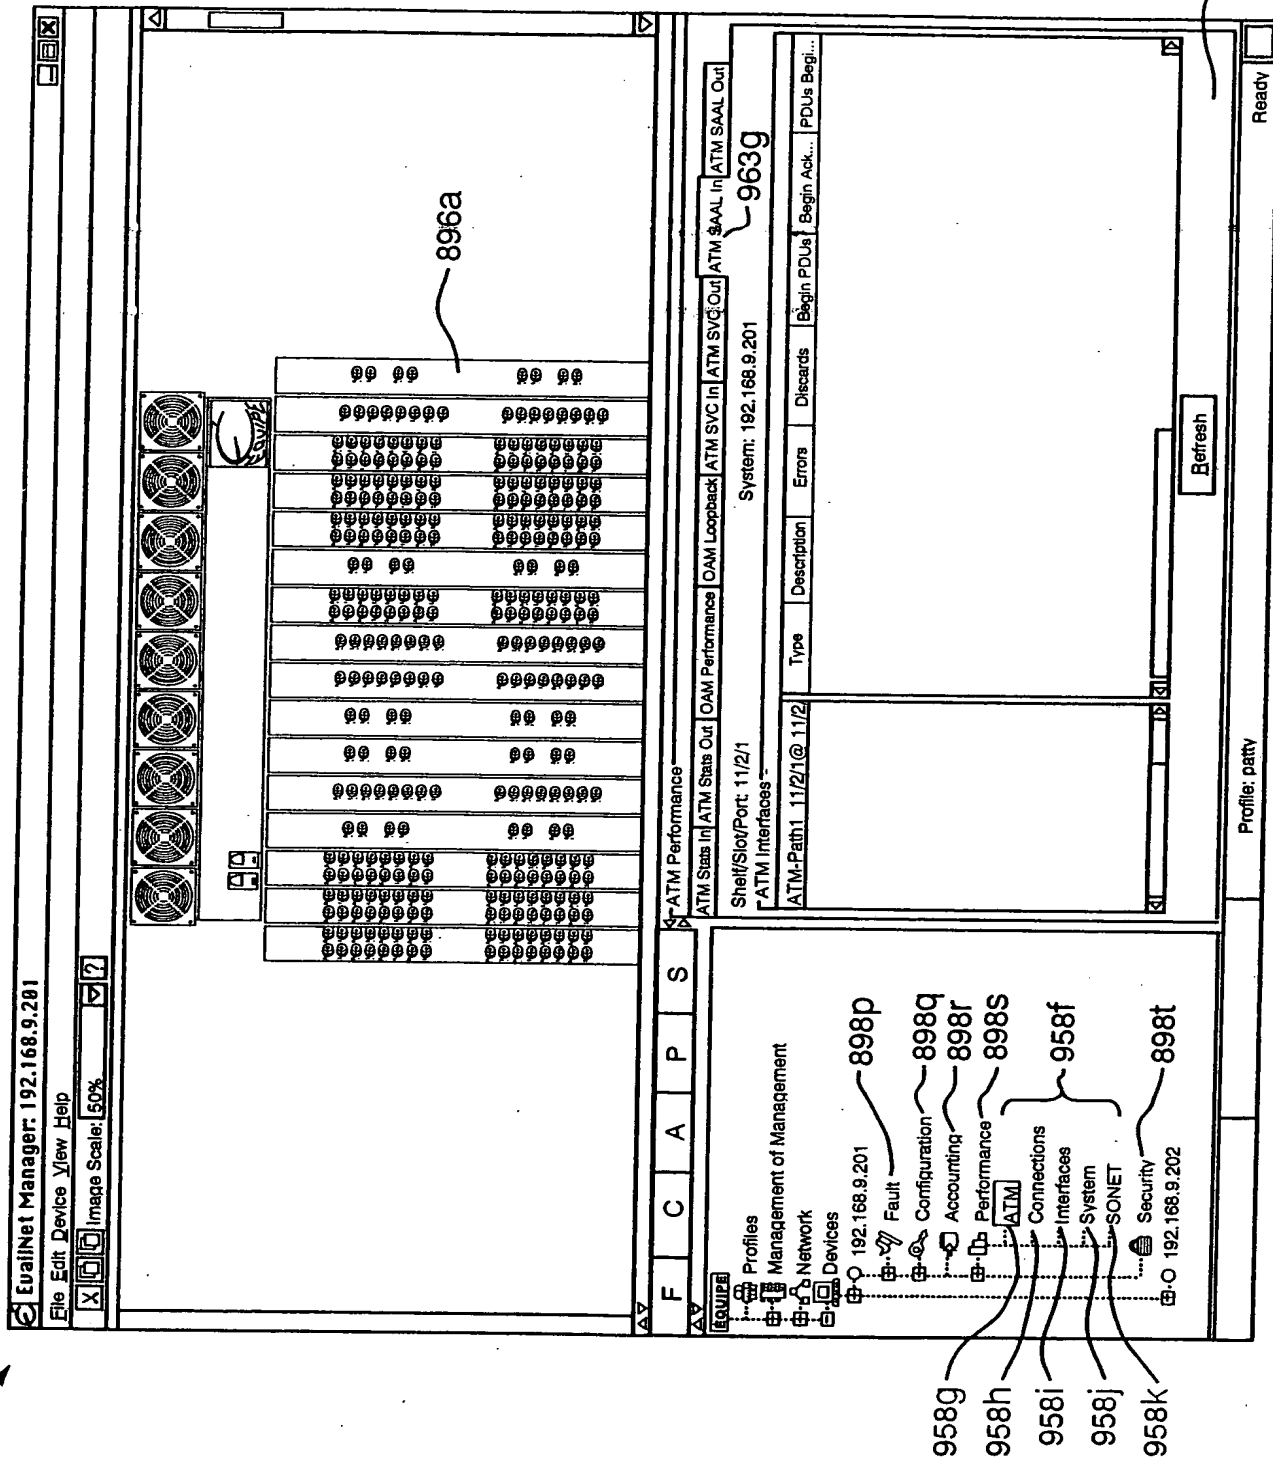 EvailNet Manager: 192.168.9.201
File Edit Device View Help
Image Scale: 50% ?
896a
F C A P S
EQUIPE
Profiles
Management of Management
Network
Devices
192.168.9.201
Fault
Configuration
Accounting
Performance
ATM
Connections
Interfaces
System
SONET
Security
192.168.9.202
898p
898q
898r
898s
958f
898t
958g
958h
958i
958j
958k
ATM Performance
ATM Stats In ATM Stats Out OAM Performance OAM Loopback ATM SVC In ATM SVC Out ATM SAAL In ATM SAAL Out
963g
Shelf/Slot/Port: 11/2/1 System: 192.168.9.201
ATM Interfaces
ATM-Path1 11/2/1@ 11/2 Type Description Errors Discards Begin PDUs Begin Ack... PDUs Begi...
Refresh
Profile: patty Ready